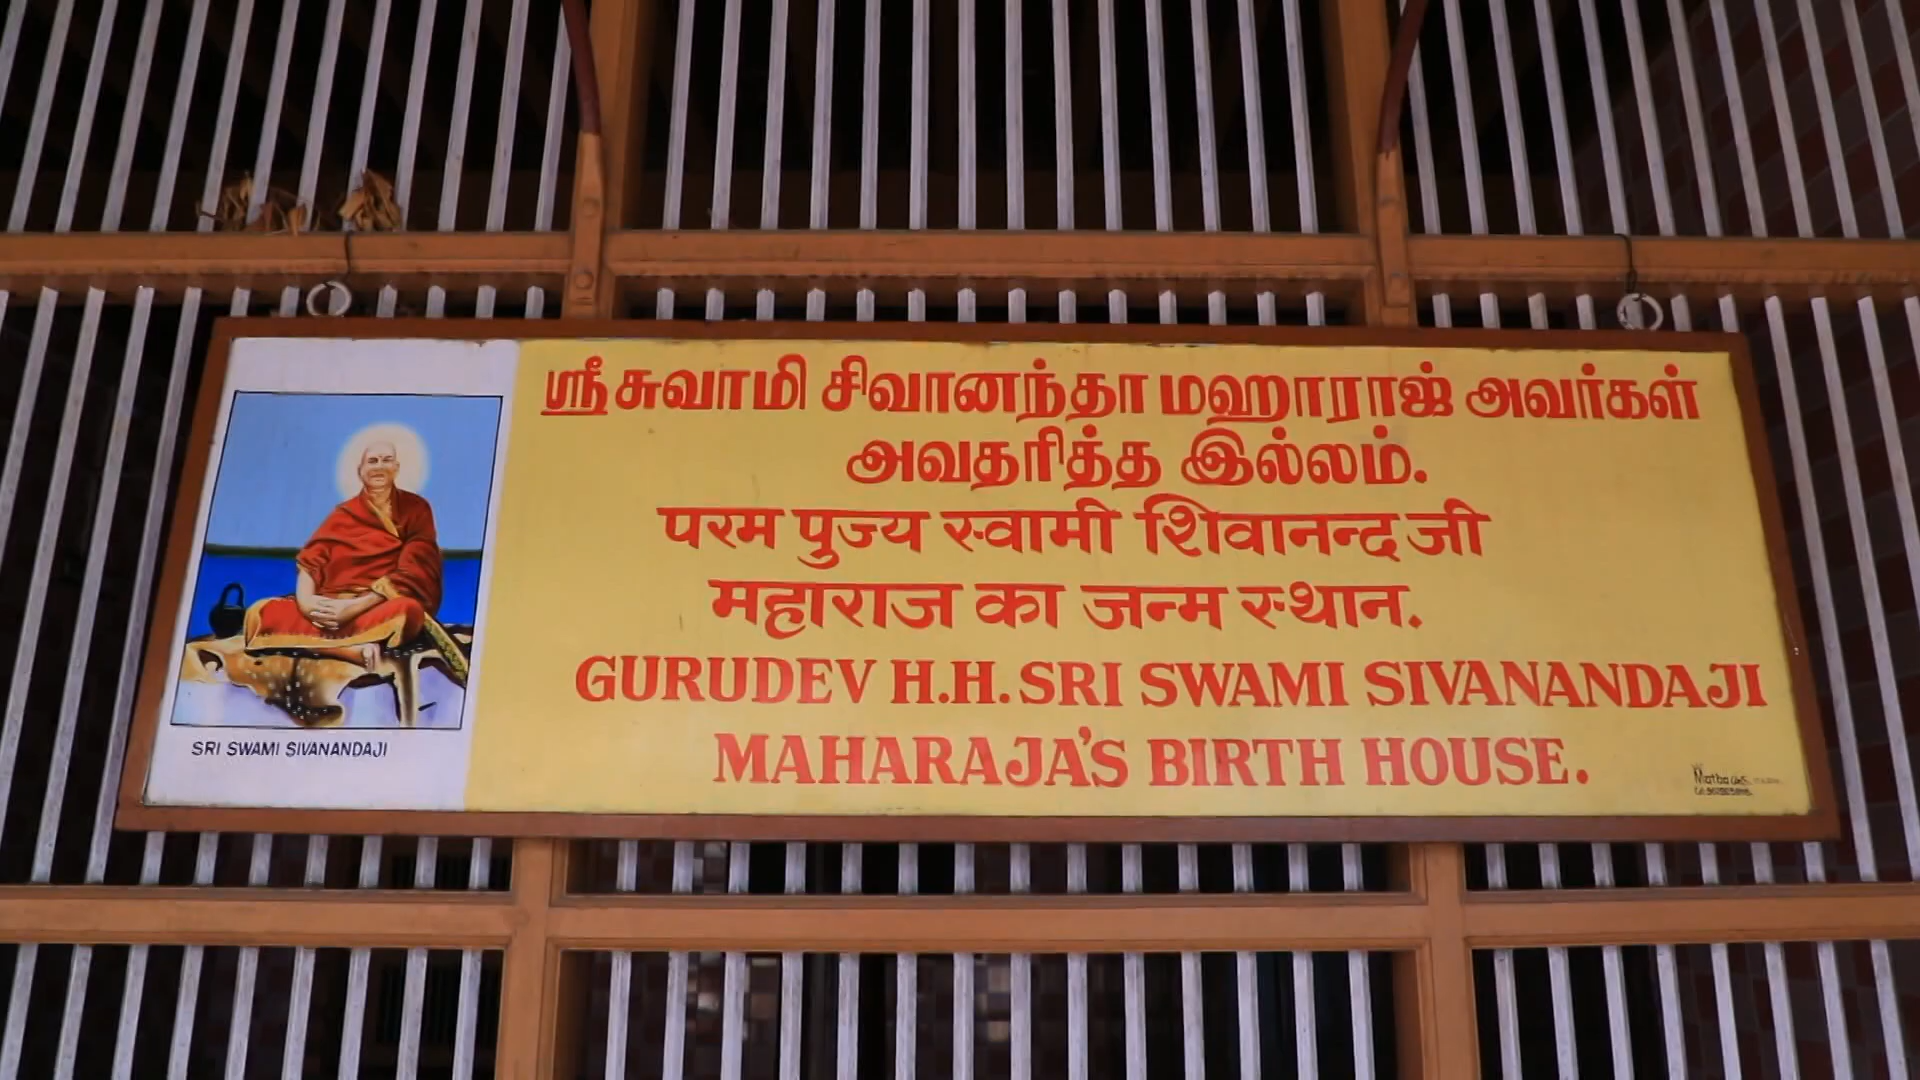 ஸ்ரீ சுவாமி சிவானந்தா மஹாராஜ் அவர்கள்
அவதரித்த இல்லம்.
परम पुज्य स्वामी शिवानन्द जी
महाराज का जन्म स्थान.
GURUDEV H.H. SRI SWAMI SIVANANDAJI
MAHARAJA'S BIRTH HOUSE.
SRI SWAMI SIVANANDAJI